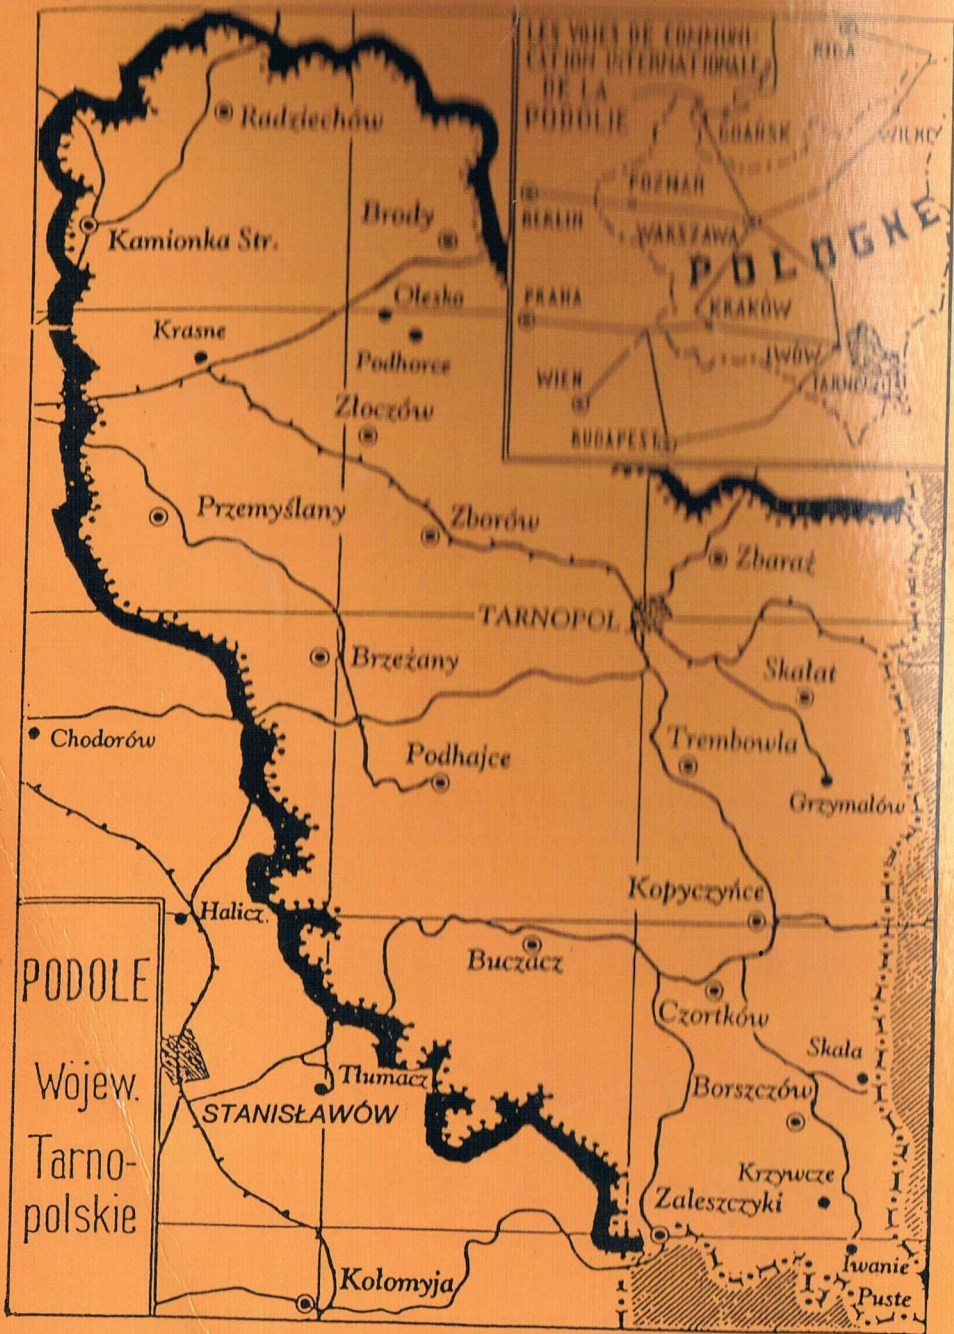 LES VOIES DE COMMUNI-
CATION INTERNATIONALE
DE LA
PODOLIE
RIGA
GDAŃSK
WILNO
POZNAŃ
BERLIN
WARSZAWA
POLOGNE
PRAHA
KRAKÓW
LWÓW
TARNOPOL
WIEN
BUDAPEST
Radziechów
Brody
Kamionka Str.
Olesko
Krasne
Podhorce
Złoczów
Przemyślany
Zborów
Zbaraż
TARNOPOL
Brzeżany
Skałat
Chodorów
Podhajce
Trembowla
Grzymałów
Kopyczyńce
Halicz
Buczacz
PODOLE
Wojew.
Tarno-
polskie
Czortków
Skała
Tłumacz
Borszczów
STANISŁAWÓW
Krzywcze
Zaleszczyki
Iwanie
Puste
Kołomyja